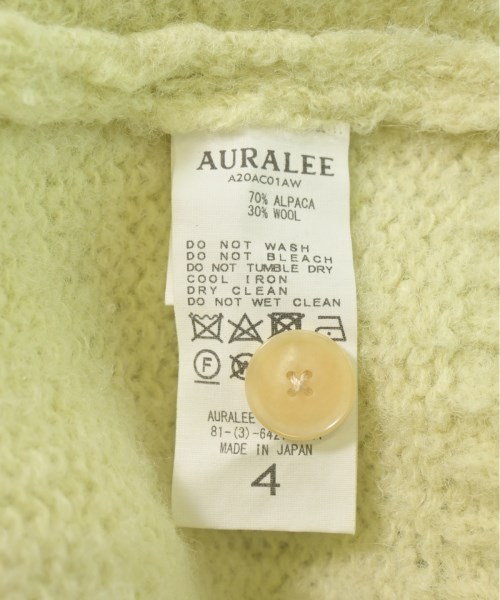 AURALEE
A20AC01AW
70% ALPACA
30% WOOL
DO NOT WASH
DO NOT BLEACH
DO NOT TUMBLE DRY
COOL IRON
DRY CLEAN
DO NOT WET CLEAN
F
AURALEE
81-(3)-642
MADE IN JAPAN
4